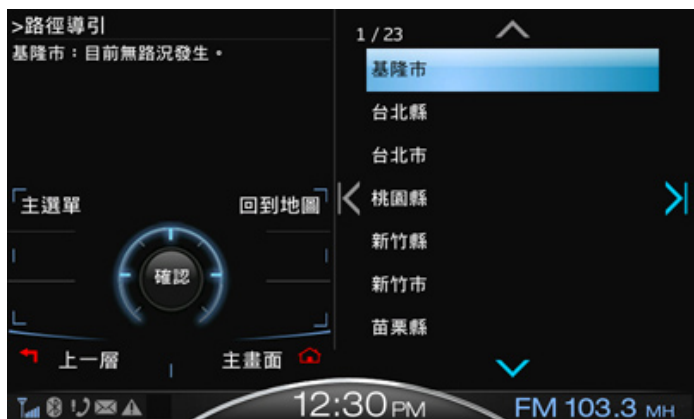 >路徑導引
基隆市：目前無路況發生。
主選單
回到地圖
確認
上一層
主畫面
1 / 23
基隆市
台北縣
台北市
桃園縣
新竹縣
新竹市
苗栗縣
12:30 PM
FM 103.3 MH